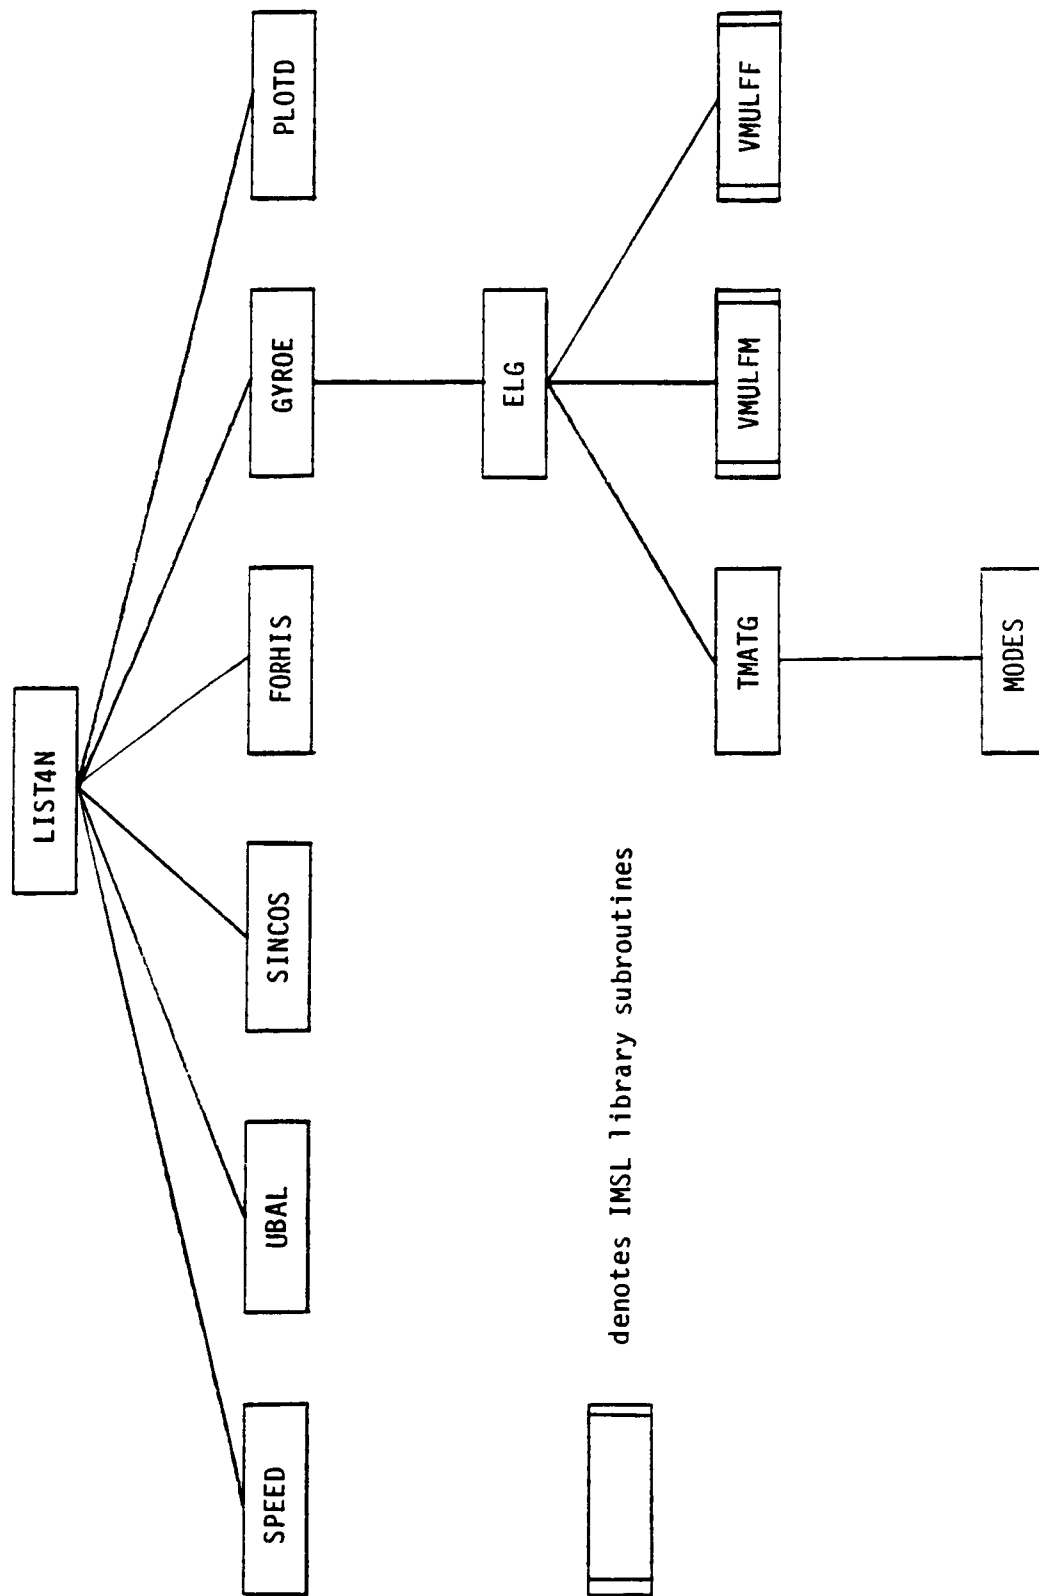 LIST4N
SPEED
UBAL
SINCOS
FORHIS
GYROE
PLOTD
ELG
TMATG
VMULFM
VMULFF
MODES
denotes IMSL library subroutines